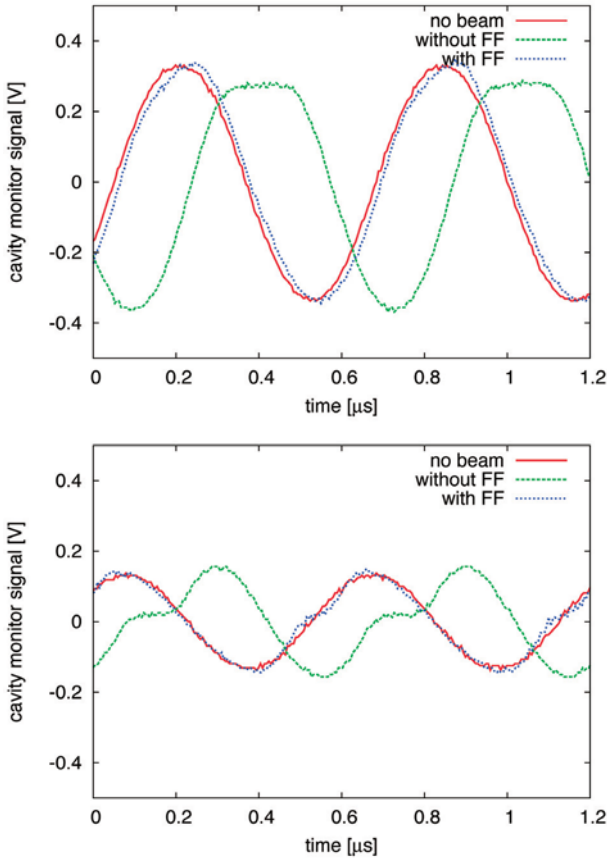 no beam
without FF
with FF
cavity monitor signal [V]
0.4
0.2
0
-0.2
-0.4
0 0.2 0.4 0.6 0.8 1 1.2
time [μs]
no beam
without FF
with FF
cavity monitor signal [V]
0.4
0.2
0
-0.2
-0.4
0 0.2 0.4 0.6 0.8 1 1.2
time [μs]